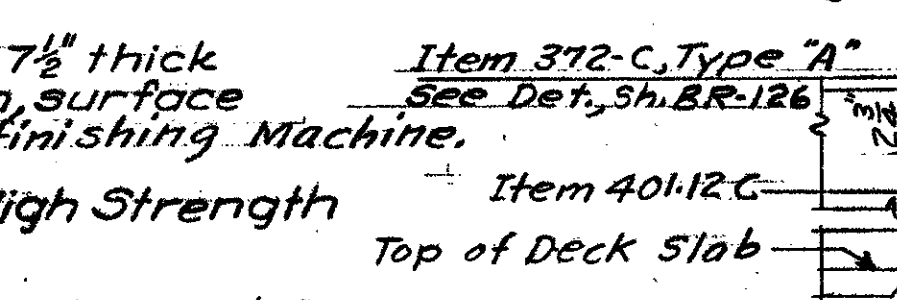 7½" thick
Item 372-C, Type "A"
surface
See Det., Sh. BR-126
finishing Machine.
Item 401.12 C
High Strength
Top of Deck Slab